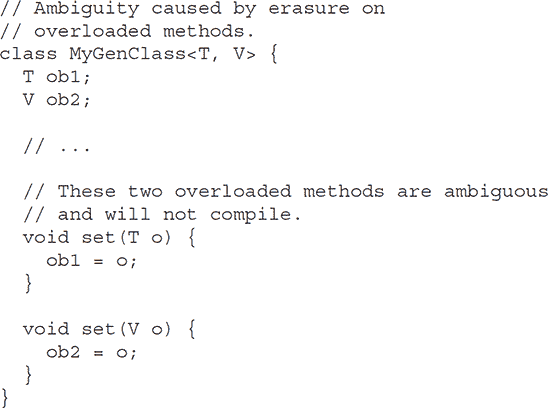 // Ambiguity caused by erasure on
// overloaded methods.
class MyGenClass<T, V> {
  T ob1;
  V ob2;

  // ...

  // These two overloaded methods are ambiguous
  // and will not compile.
  void set(T o) {
    ob1 = o;
  }

  void set(V o) {
    ob2 = o;
  }
}